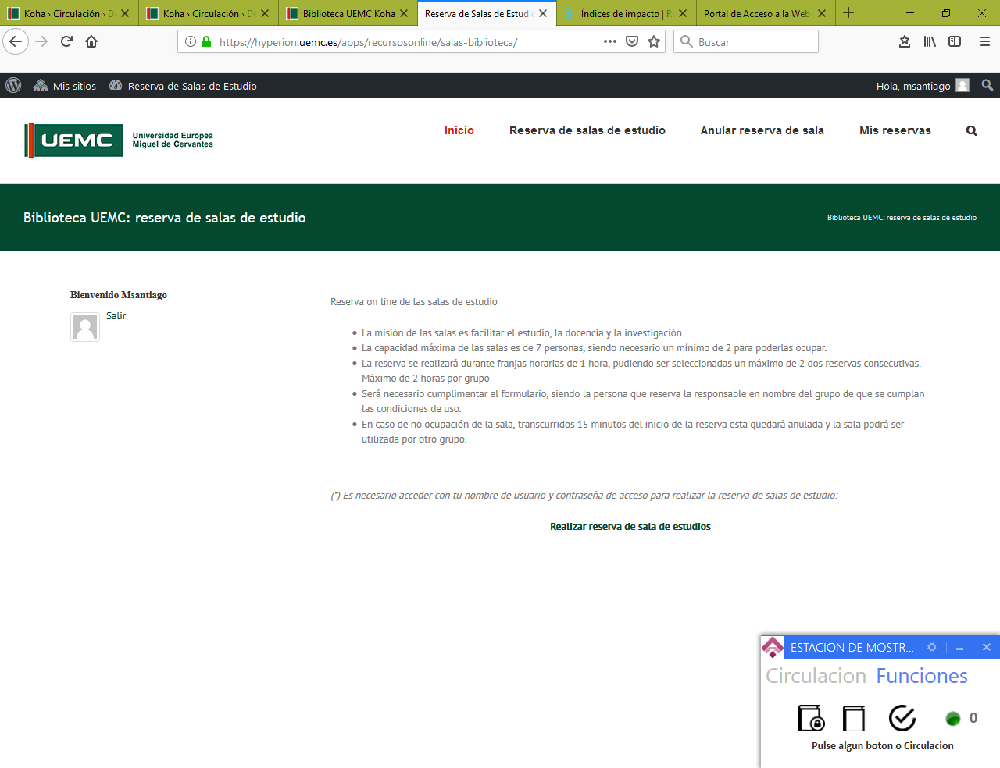 Koha › Circulación › De
Koha › Circulación › De
Biblioteca UEMC Koha
Reserva de Salas de Estudio
Índices de impacto | Re
Portal de Acceso a la Web
https://hyperion.uemc.es/apps/recursosonline/salas-biblioteca/
Buscar
Mis sitios
Reserva de Salas de Estudio
Hola, msantiago
UEMC
Universidad Europea
Miguel de Cervantes
Inicio
Reserva de salas de estudio
Anular reserva de sala
Mis reservas
Biblioteca UEMC: reserva de salas de estudio
Biblioteca UEMC: reserva de salas de estudio
Bienvenido Msantiago
Salir
Reserva on line de las salas de estudio
La misión de las salas es facilitar el estudio, la docencia y la investigación.
La capacidad máxima de las salas es de 7 personas, siendo necesario un mínimo de 2 para poderlas ocupar.
La reserva se realizará durante franjas horarias de 1 hora, pudiendo ser seleccionadas un máximo de 2 dos reservas consecutivas.
Máximo de 2 horas por grupo
Será necesario cumplimentar el formulario, siendo la persona que reserva la responsable en nombre del grupo de que se cumplan
las condiciones de uso.
En caso de no ocupación de la sala, transcurridos 15 minutos del inicio de la reserva esta quedará anulada y la sala podrá ser
utilizada por otro grupo.
(*) Es necesario acceder con tu nombre de usuario y contraseña de acceso para realizar la reserva de salas de estudio:
Realizar reserva de sala de estudios
ESTACION DE MOSTR...
Circulacion Funciones
0
Pulse algun boton o Circulacion